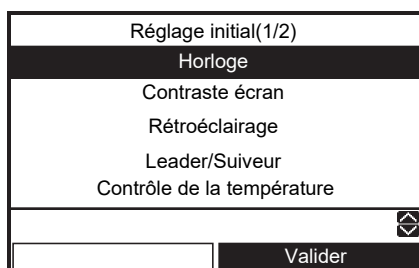 Réglage initial(1/2)
Horloge
Contraste écran
Rétroéclairage
Leader/Suiveur
Contrôle de la température
Valider